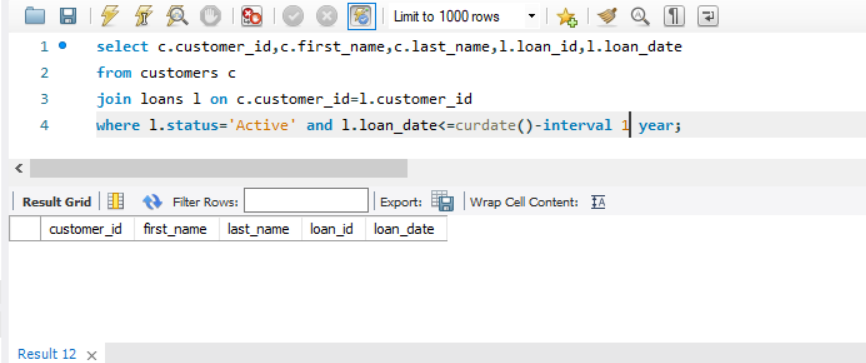 Limit to 1000 rows
1 select c.customer_id,c.first_name,c.last_name,l.loan_id,l.loan_date
2 from customers c
3 join loans l on c.customer_id=l.customer_id
4 where l.status='Active' and l.loan_date<=curdate()-interval 1 year;
Result Grid Filter Rows: Export: Wrap Cell Content: IA
customer_id first_name last_name loan_id loan_date
Result 12 ×